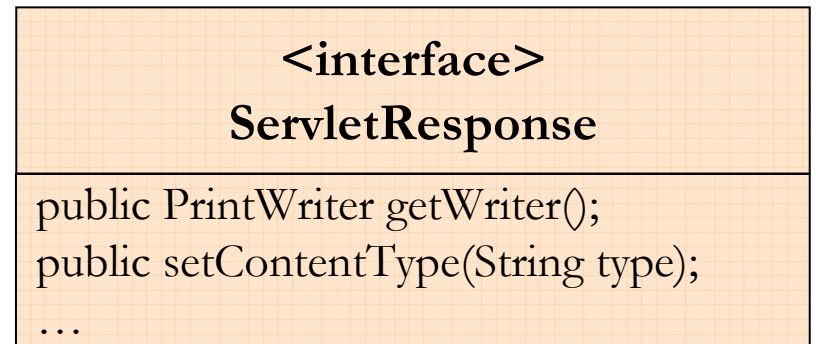 <interface>
ServletResponse
public PrintWriter getWriter();
public setContentType(String type);
…